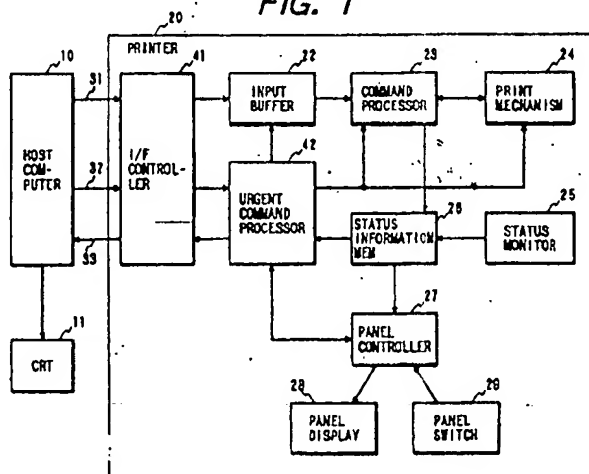 FIG. 1
20
PRINTER
10
31
41
22
23
24
INPUT
BUFFER
COMMAND
PROCESSOR
PRINT
MECHANISM
HOST
COM-
PUTER
32
I/F
CONTROL-
LER
42
URGENT
COMMAND
PROCESSOR
26
25
STATUS
INFORMATION
MEM
STATUS
MONITOR
33
11
CRT
27
PANEL
CONTROLLER
28
29
PANEL
DISPLAY
PANEL
SWITCH